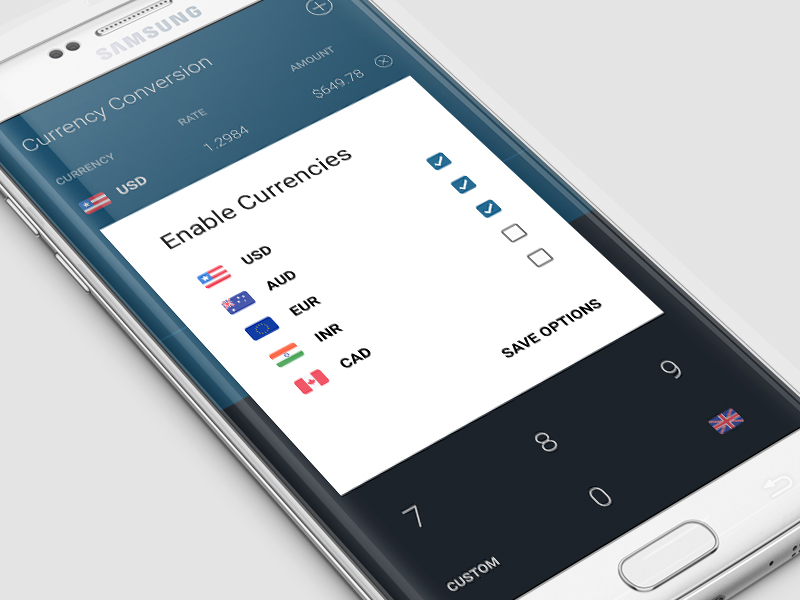 SAMSUNG
Currency Conversion
CURRENCY RATE AMOUNT
USD 1.2984 $649.78
Enable Currencies
USD
AUD
EUR
INR
CAD
SAVE OPTIONS
7 8 9
CUSTOM 0